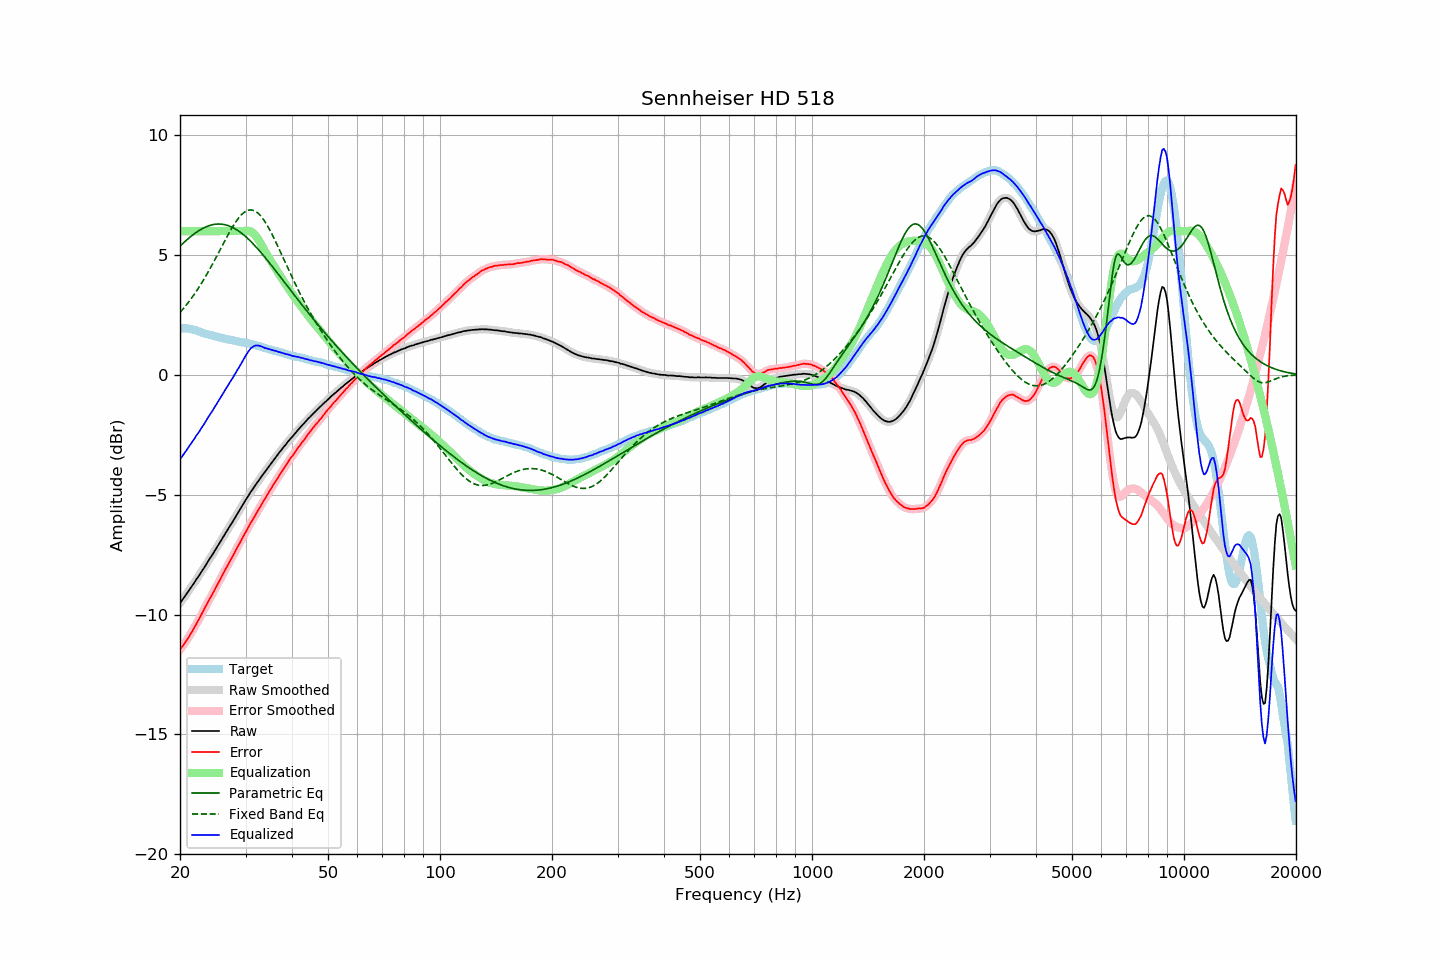 Sennheiser HD 518
10
5
0
−5
−10
−15
−20
Amplitude (dBr)
Target
Raw Smoothed
Error Smoothed
Raw
Error
Equalization
Parametric Eq
Fixed Band Eq
Equalized
20 50 100 200 500 1000 2000 5000 10000 20000
Frequency (Hz)